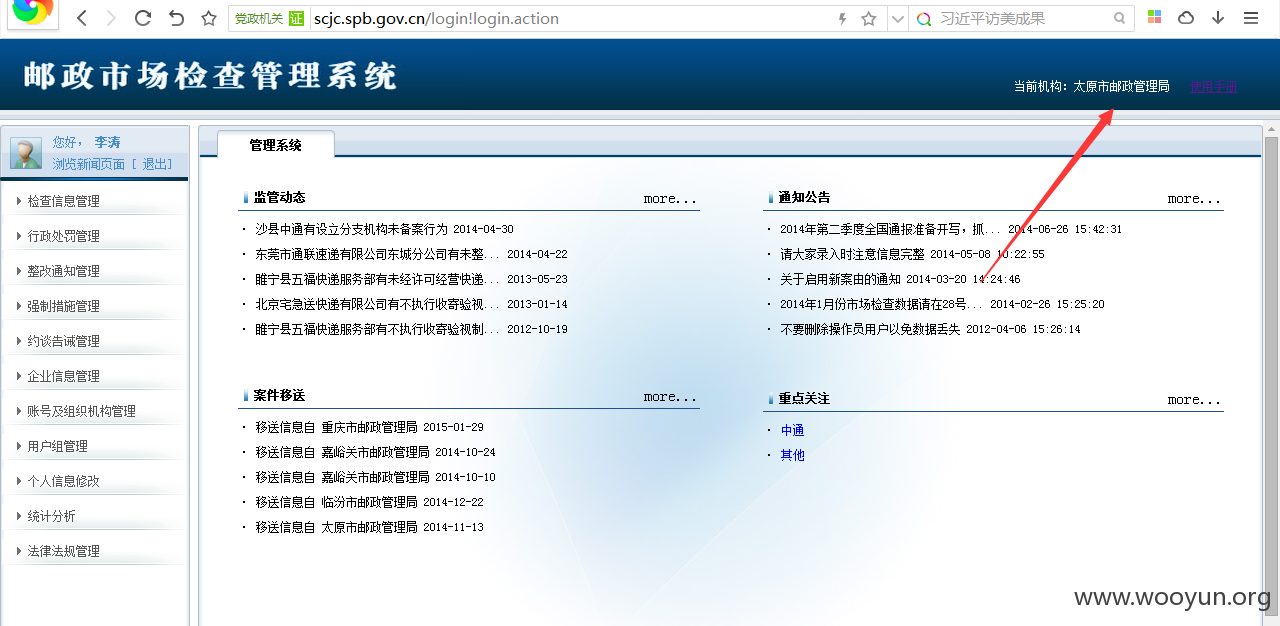 党政机关 证 scjc.spb.gov.cn/login!login.action 习近平访美成果
邮政市场检查管理系统
当前机构：太原市邮政管理局 使用手册
您好， 李涛
浏览新闻页面 [ 退出]
检查信息管理
行政处罚管理
整改通知管理
强制措施管理
约谈告诫管理
企业信息管理
账号及组织机构管理
用户组管理
个人信息修改
统计分析
法律法规管理
管理系统
监管动态 more...
· 沙县中通有设立分支机构未备案行为 2014-04-30
· 东莞市通联速递有限公司东城分公司有未整... 2014-04-22
· 睢宁县五福快递服务部有未经许可经营快递... 2013-05-23
· 北京宅急送快递有限公司有不执行收寄验视... 2013-01-14
· 睢宁县五福快递服务部有不执行收寄验视制... 2012-10-19
通知公告 more...
· 2014年第二季度全国通报准备开写，抓... 2014-06-26 15:42:31
· 请大家录入时注意信息完整 2014-05-08 10:22:55
· 关于启用新案由的通知 2014-03-20 14:24:46
· 2014年1月份市场检查数据请在28号... 2014-02-26 15:25:20
· 不要删除操作员用户以免数据丢失 2012-04-06 15:26:14
案件移送 more...
· 移送信息自 重庆市邮政管理局 2015-01-29
· 移送信息自 嘉峪关市邮政管理局 2014-10-24
· 移送信息自 嘉峪关市邮政管理局 2014-10-10
· 移送信息自 临汾市邮政管理局 2014-12-22
· 移送信息自 太原市邮政管理局 2014-11-13
重点关注 more...
· 中通
· 其他
www.wooyun.org